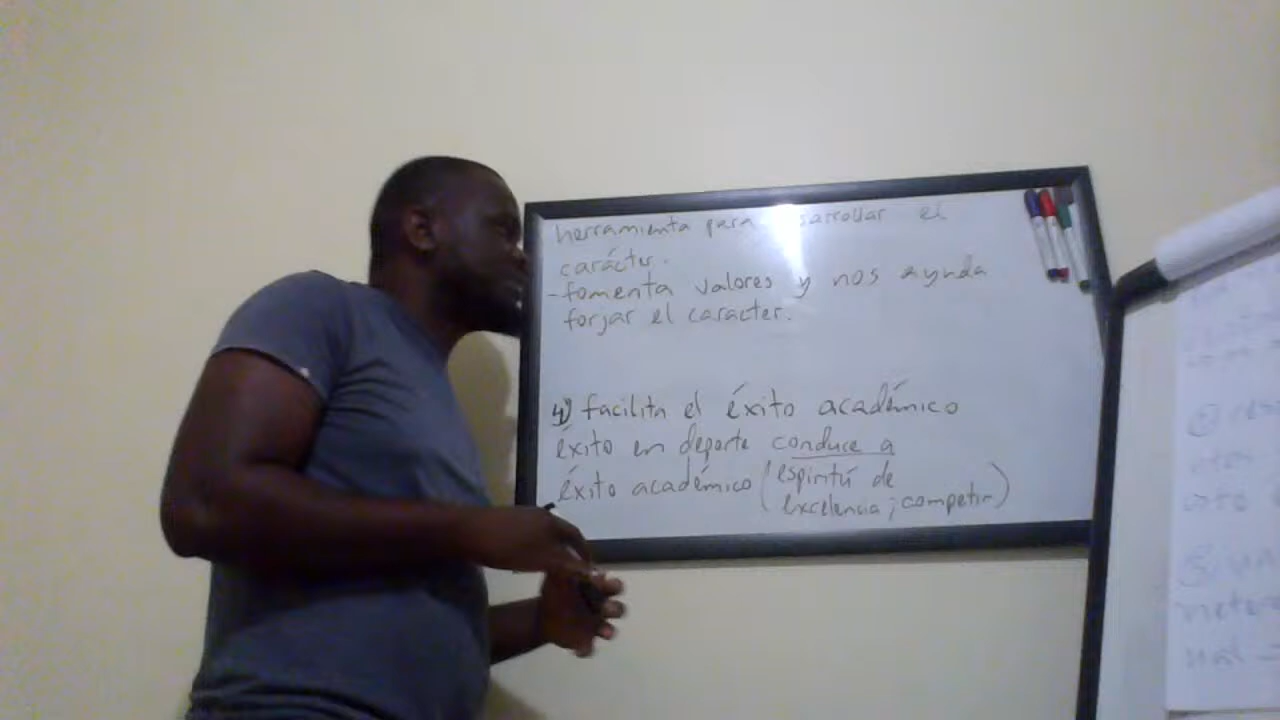 herramienta para sarrollar el
carácter.
-fomenta valores y nos ayuda
forjar el caracter.
4) facilita el éxito académico
éxito en deporte conduce a
éxito académico (espiritú de
excelencia; competir)